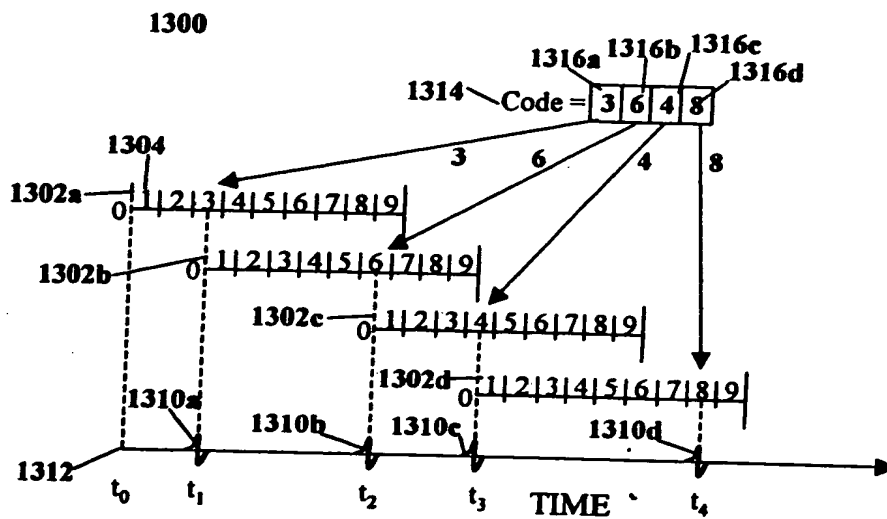 1300
1316a 1316b 1316c 1316d
1314 Code = 3 6 4 8
3 6 4 8
1304
1302a 0 1 2 3 4 5 6 7 8 9
1302b 0 1 2 3 4 5 6 7 8 9
1302c 0 1 2 3 4 5 6 7 8 9
1302d 0 1 2 3 4 5 6 7 8 9
1310a 1310b 1310c 1310d
1312
t0 t1 t2 t3 TIME t4